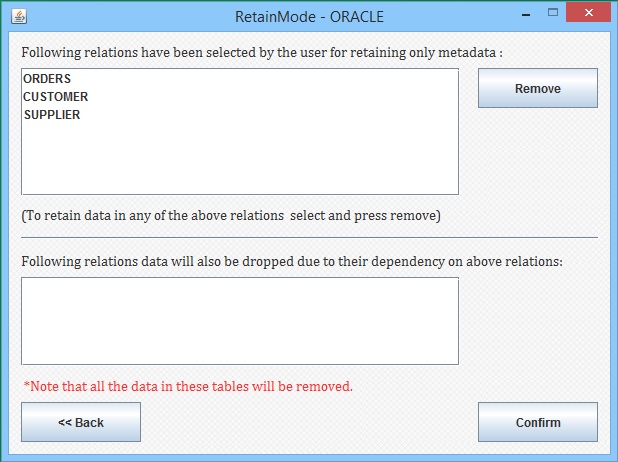 RetainMode - ORACLE
Following relations have been selected by the user for retaining only metadata :
ORDERS
CUSTOMER
SUPPLIER
Remove
(To retain data in any of the above relations select and press remove)
Following relations data will also be dropped due to their dependency on above relations:
*Note that all the data in these tables will be removed.
<< Back
Confirm